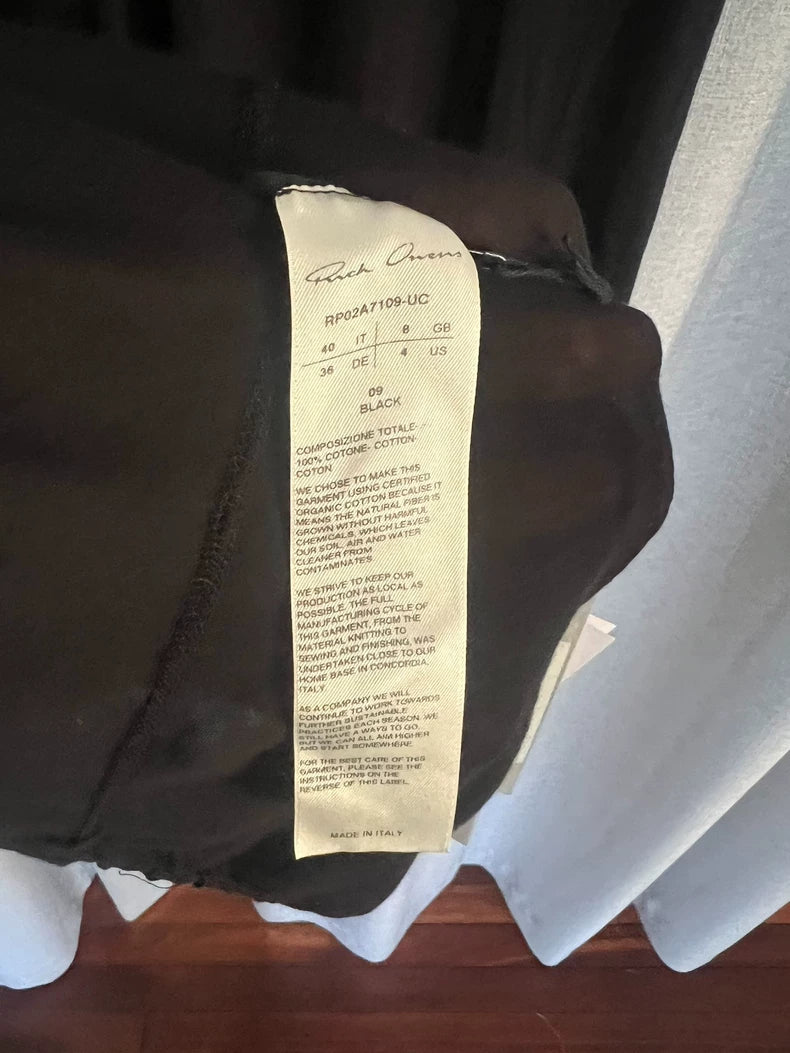 Rick Owens
RP02A7109-UC
40 IT 8 GB
36 DE 4 US
09
BLACK
COMPOSIZIONE TOTALE-
100% COTONE- COTTON-
COTON
WE CHOSE TO MAKE THIS
GARMENT USING CERTIFIED
ORGANIC COTTON BECAUSE IT
MEANS THE NATURAL FIBER IS
GROWN WITHOUT HARMFUL
CHEMICALS, WHICH LEAVES
OUR SOIL, AIR AND WATER
CLEANER FROM
CONTAMINATES
WE STRIVE TO KEEP OUR
PRODUCTION AS LOCAL AS
POSSIBLE. THE FULL
MANUFACTURING CYCLE OF
THIS GARMENT, FROM THE
MATERIAL KNITTING TO
SEWING AND FINISHING, WAS
UNDERTAKEN CLOSE TO OUR
HOME BASE IN CONCORDIA,
ITALY
AS A COMPANY WE WILL
CONTINUE TO WORK TOWARDS
FURTHER SUSTAINABLE
PRACTICES EACH SEASON. WE
STILL HAVE A WAYS TO GO,
BUT WE CAN ALL AIM HIGHER
AND START SOMEWHERE
FOR THE BEST CARE OF THIS
GARMENT, PLEASE SEE THE
INSTRUCTIONS ON THE
REVERSE OF THIS LABEL.
MADE IN ITALY